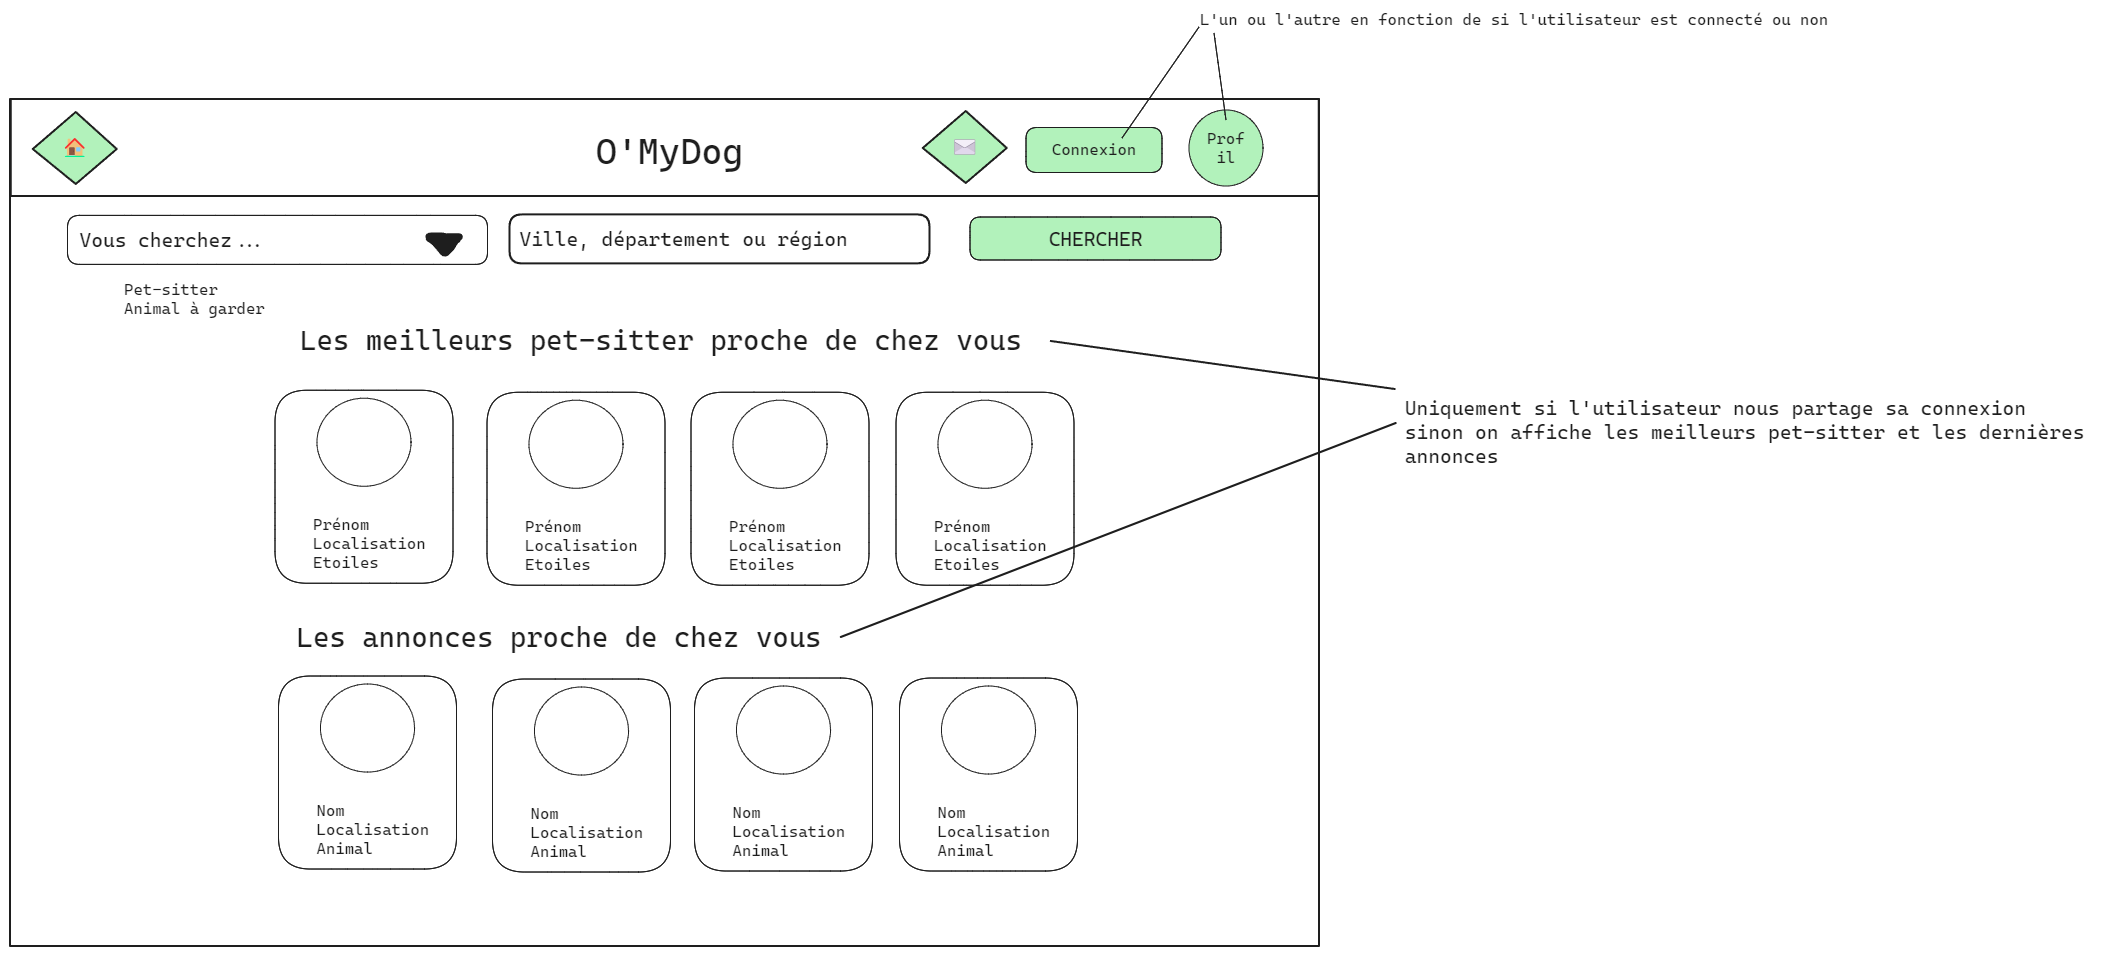 L'un ou l'autre en fonction de si l'utilisateur est connecté ou non
O'MyDog
Connexion
Prof
il
Vous cherchez...
Ville, département ou région
CHERCHER
Pet-sitter
Animal à garder
Les meilleurs pet-sitter proche de chez vous
Uniquement si l'utilisateur nous partage sa connexion
sinon on affiche les meilleurs pet-sitter et les dernières
annonces
Prénom
Localisation
Etoiles
Prénom
Localisation
Etoiles
Prénom
Localisation
Etoiles
Prénom
Localisation
Etoiles
Les annonces proche de chez vous
Nom
Localisation
Animal
Nom
Localisation
Animal
Nom
Localisation
Animal
Nom
Localisation
Animal